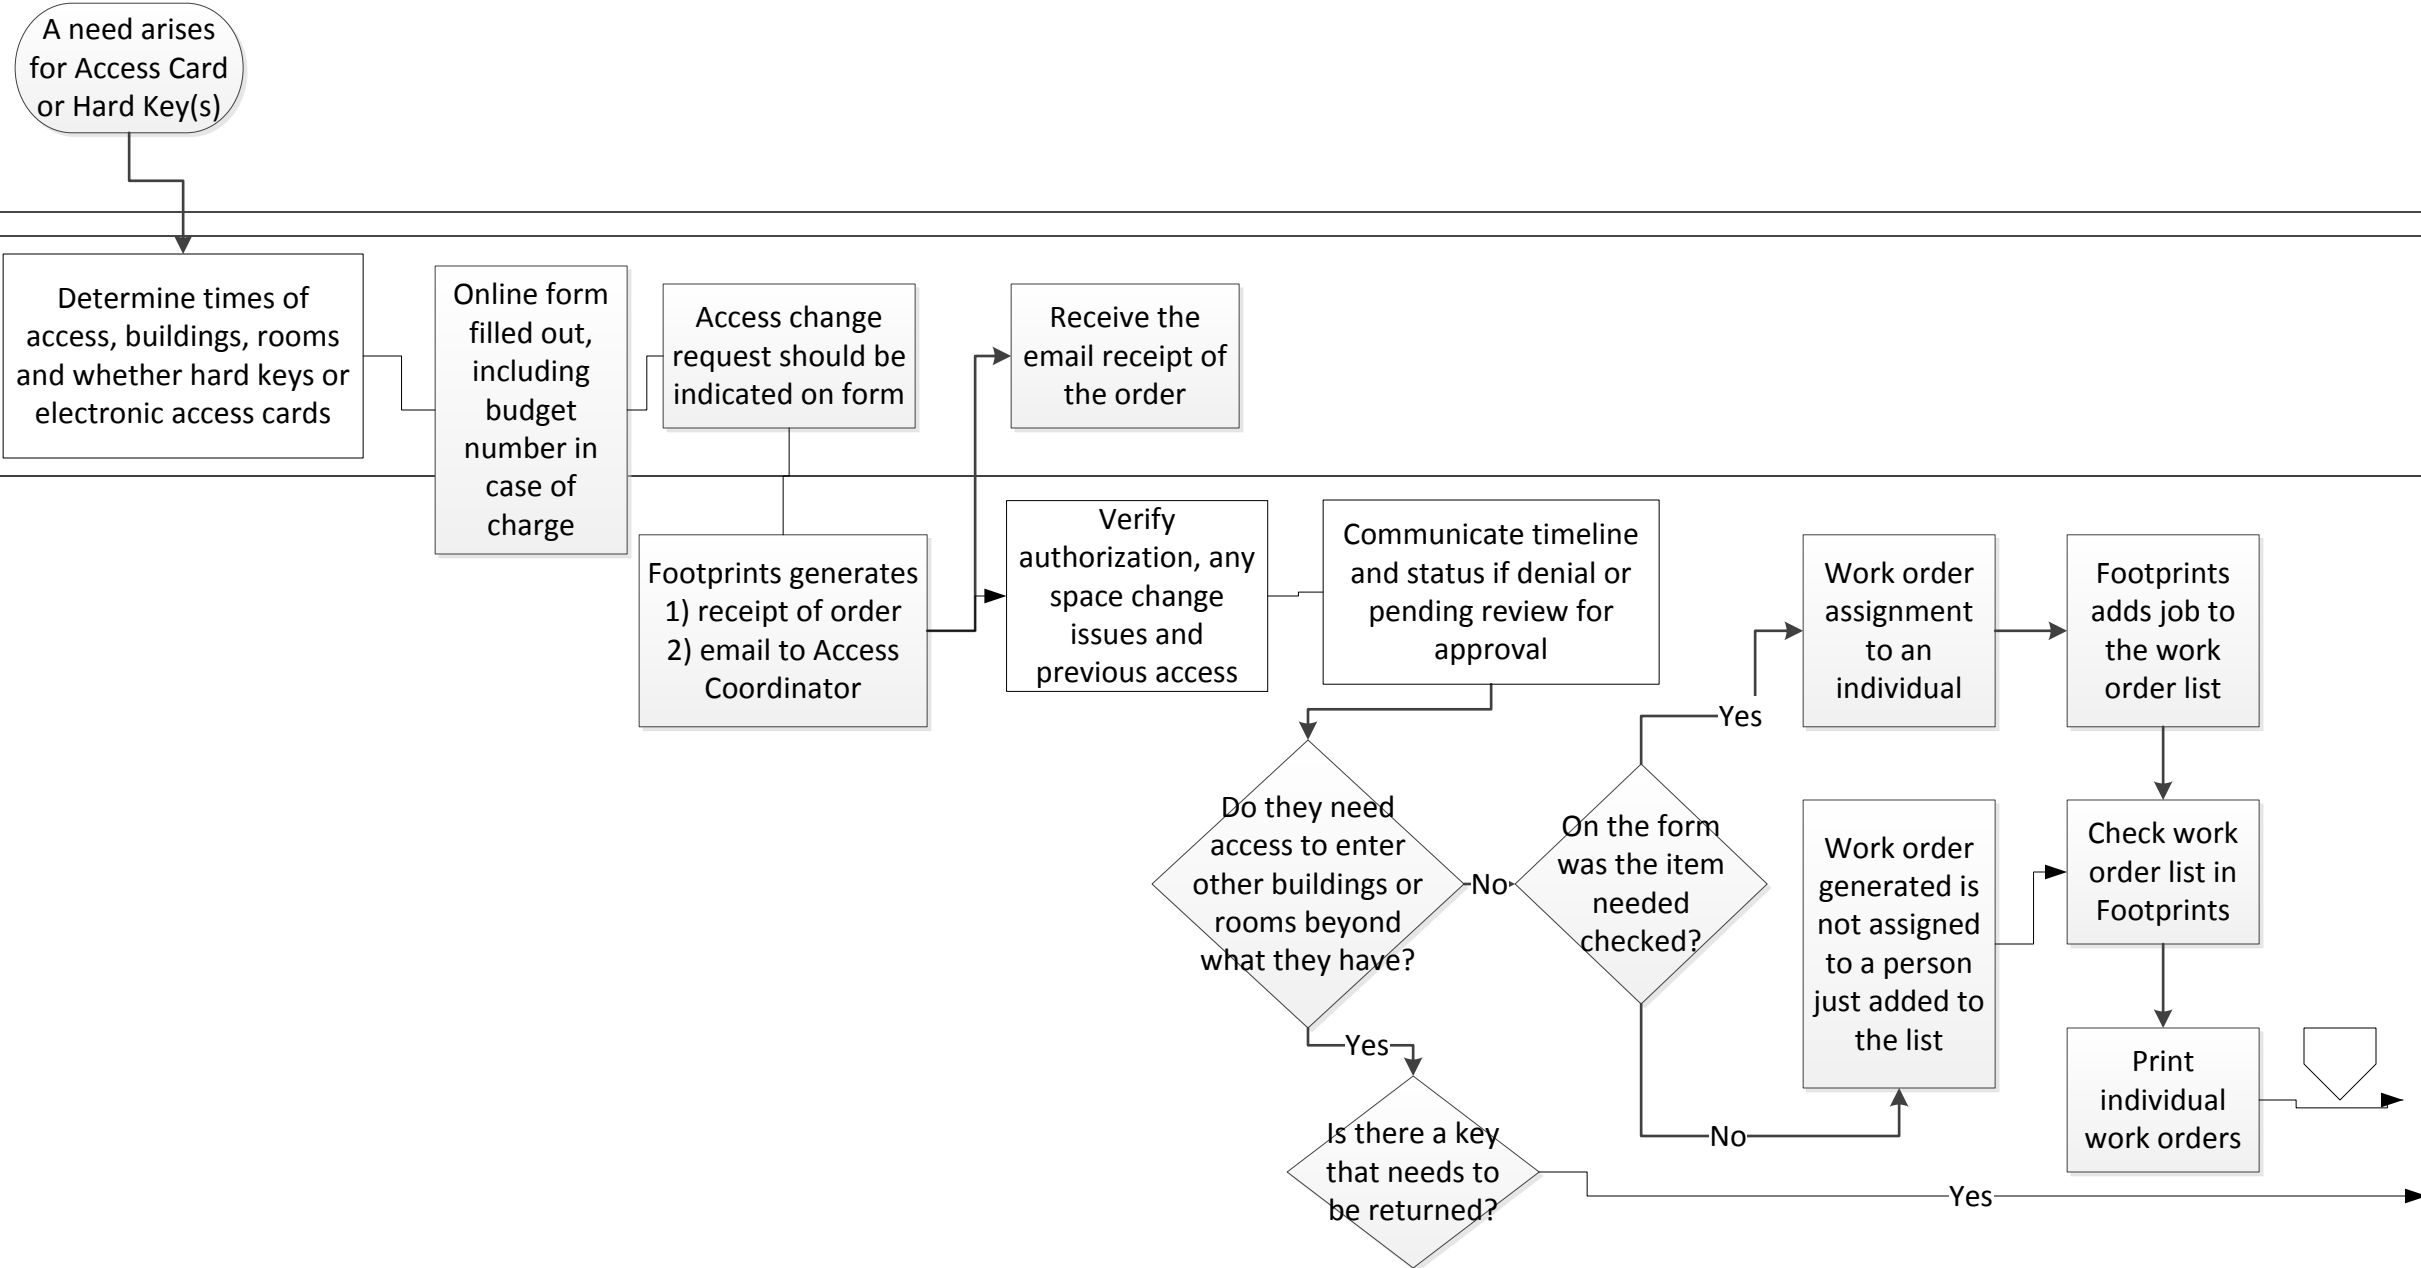 A need arises
for Access Card
or Hard Key(s)
Determine times of
access, buildings, rooms
and whether hard keys or
electronic access cards
Online form
filled out,
including
budget
number in
case of
charge
Access change
request should be
indicated on form
Receive the
email receipt of
the order
Footprints generates
1) receipt of order
2) email to Access
Coordinator
Verify
authorization, any
space change
issues and
previous access
Communicate timeline
and status if denial or
pending review for
approval
Do they need
access to enter
other buildings or
rooms beyond
what they have?
No
Yes
On the form
was the item
needed
checked?
Yes
No
Work order
assignment
to an
individual
Footprints
adds job to
the work
order list
Work order
generated is
not assigned
to a person
just added to
the list
Check work
order list in
Footprints
Print
individual
work orders
Is there a key
that needs to
be returned?
Yes